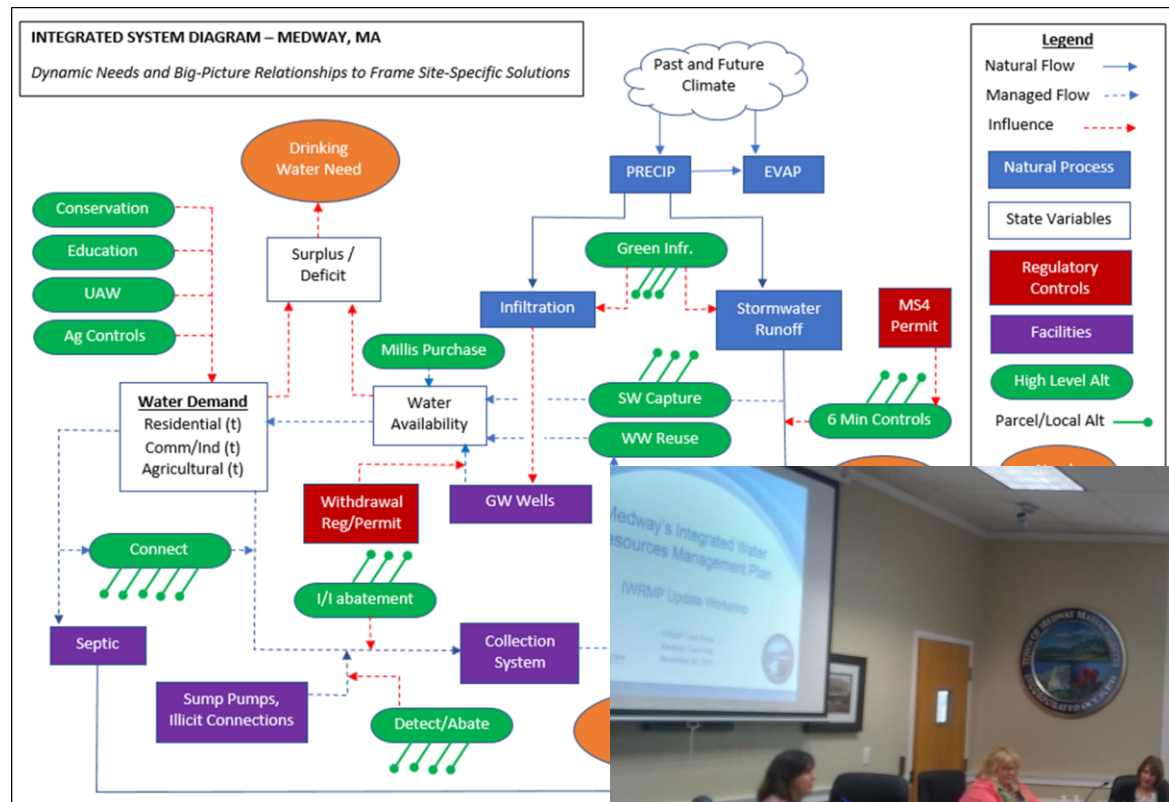 INTEGRATED SYSTEM DIAGRAM – MEDWAY, MA
Dynamic Needs and Big-Picture Relationships to Frame Site-Specific Solutions
Past and Future
Climate
Legend
Natural Flow
Managed Flow
Influence
Natural Process
State Variables
Regulatory
Controls
Facilities
High Level Alt
Parcel/Local Alt
Drinking
Water Need
PRECIP
EVAP
Conservation
Education
UAW
Ag Controls
Surplus /
Deficit
Green Infr.
Infiltration
Stormwater
Runoff
MS4
Permit
Millis Purchase
Water Demand
Residential (t)
Comm/Ind (t)
Agricultural (t)
Water
Availability
SW Capture
WW Reuse
6 Min Controls
Withdrawal
Reg/Permit
GW Wells
Connect
I/I abatement
Septic
Collection
System
Sump Pumps,
Illicit Connections
Detect/Abate
Medway's Integrated Water
Resources Management Plan
IWRMP Update Workshop
TOWN OF MEDWAY MASSACHUSETTS
INCORPORATED